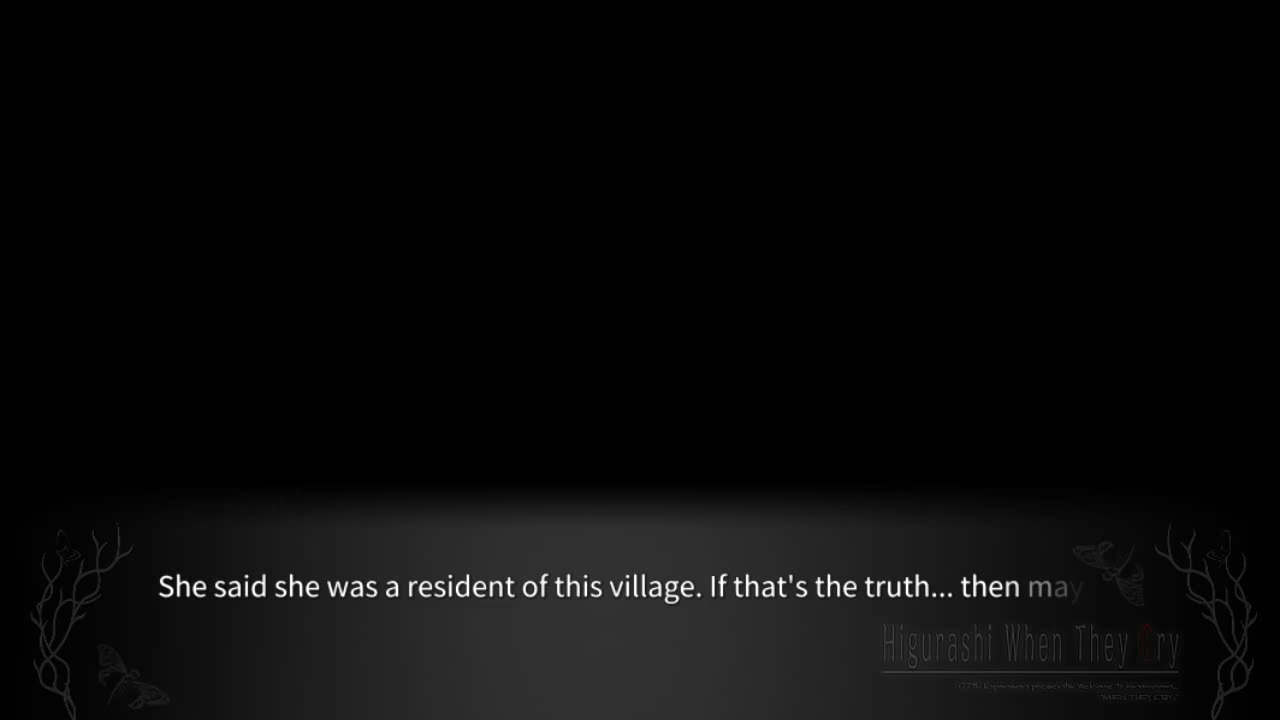 She said she was a resident of this village. If that's the truth... then may
Higurashi When They Cry